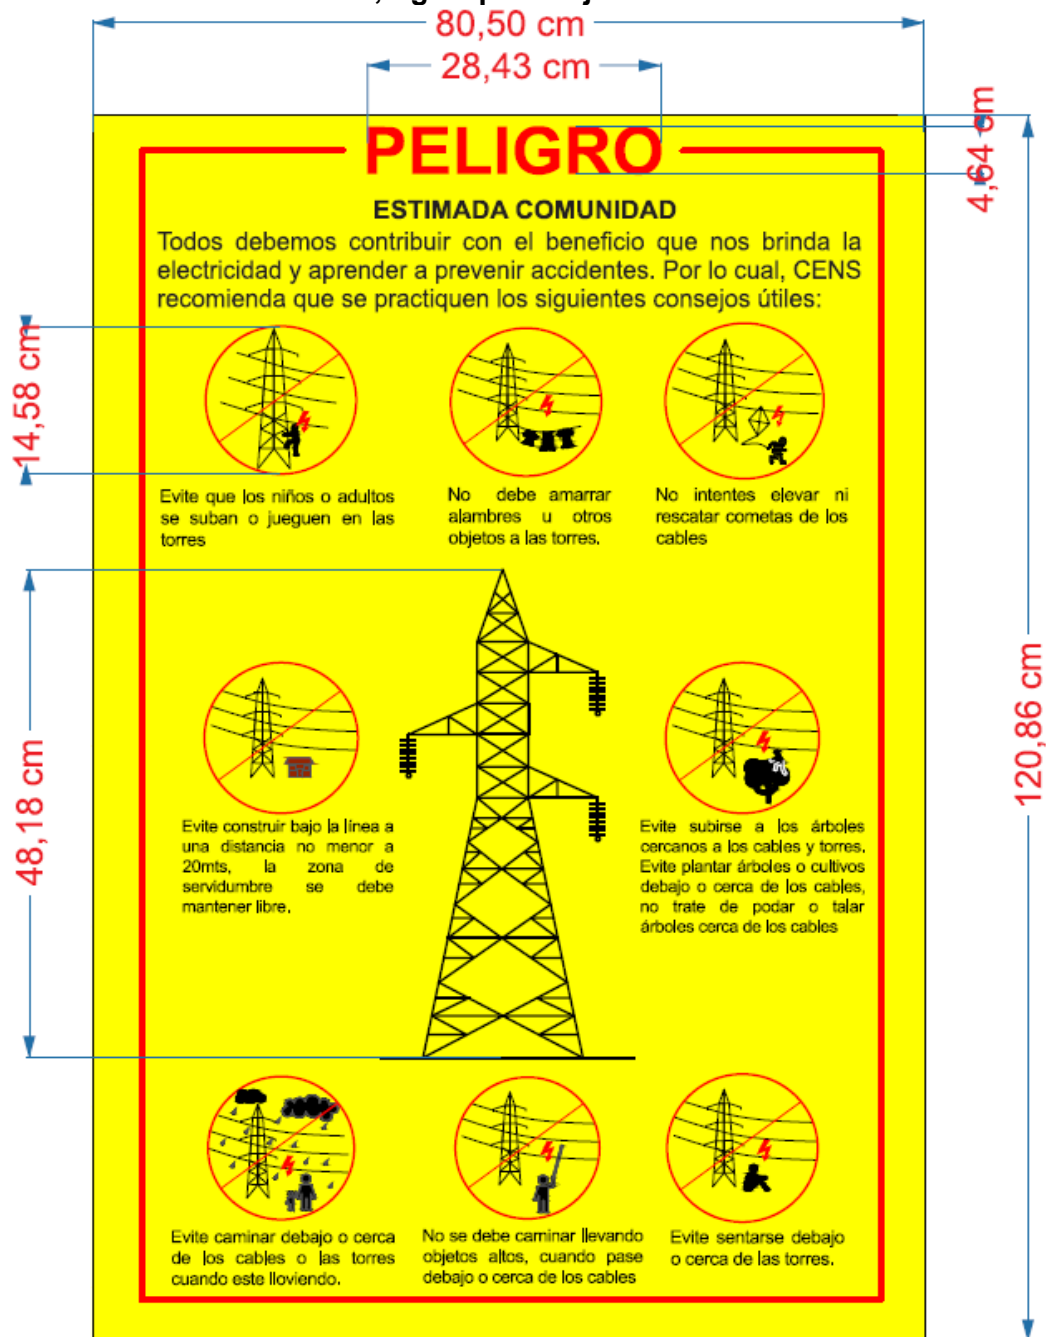 80,50 cm
28,43 cm
4,64 cm
PELIGRO
ESTIMADA COMUNIDAD
Todos debemos contribuir con el beneficio que nos brinda la
electricidad y aprender a prevenir accidentes. Por lo cual, CENS
recomienda que se practiquen los siguientes consejos útiles:
14,58 cm
Evite que los niños o adultos
se suban o jueguen en las
torres
No debe amarrar
alambres u otros
objetos a las torres.
No intentes elevar ni
rescatar cometas de los
cables
48,18 cm
120,86 cm
Evite construir bajo la línea a
una distancia no menor a
20mts, la zona de
servidumbre se debe
mantener libre.
Evite subirse a los árboles
cercanos a los cables y torres.
Evite plantar árboles o cultivos
debajo o cerca de los cables,
no trate de podar o talar
árboles cerca de los cables
Evite caminar debajo o cerca
de los cables o las torres
cuando este lloviendo.
No se debe caminar llevando
objetos altos, cuando pase
debajo o cerca de los cables
Evite sentarse debajo
o cerca de las torres.